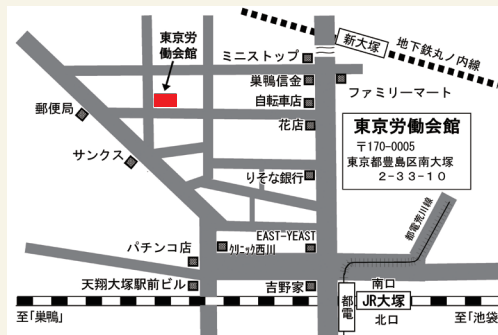 東京労
働会館
ミニストップ
新大塚
地下鉄丸ノ内線
巣鴨信金
ファミリーマート
自転車店
郵便局
花店
サンクス
東京労働会館
〒170-0005
東京都豊島区南大塚
2-33-10
りそな銀行
都電荒川線
EAST-YEAST
パチンコ店
クリニック西川
天翔大塚駅前ビル
吉野家
南口
都電
JR大塚
至「巣鴨」
北口
至「池袋